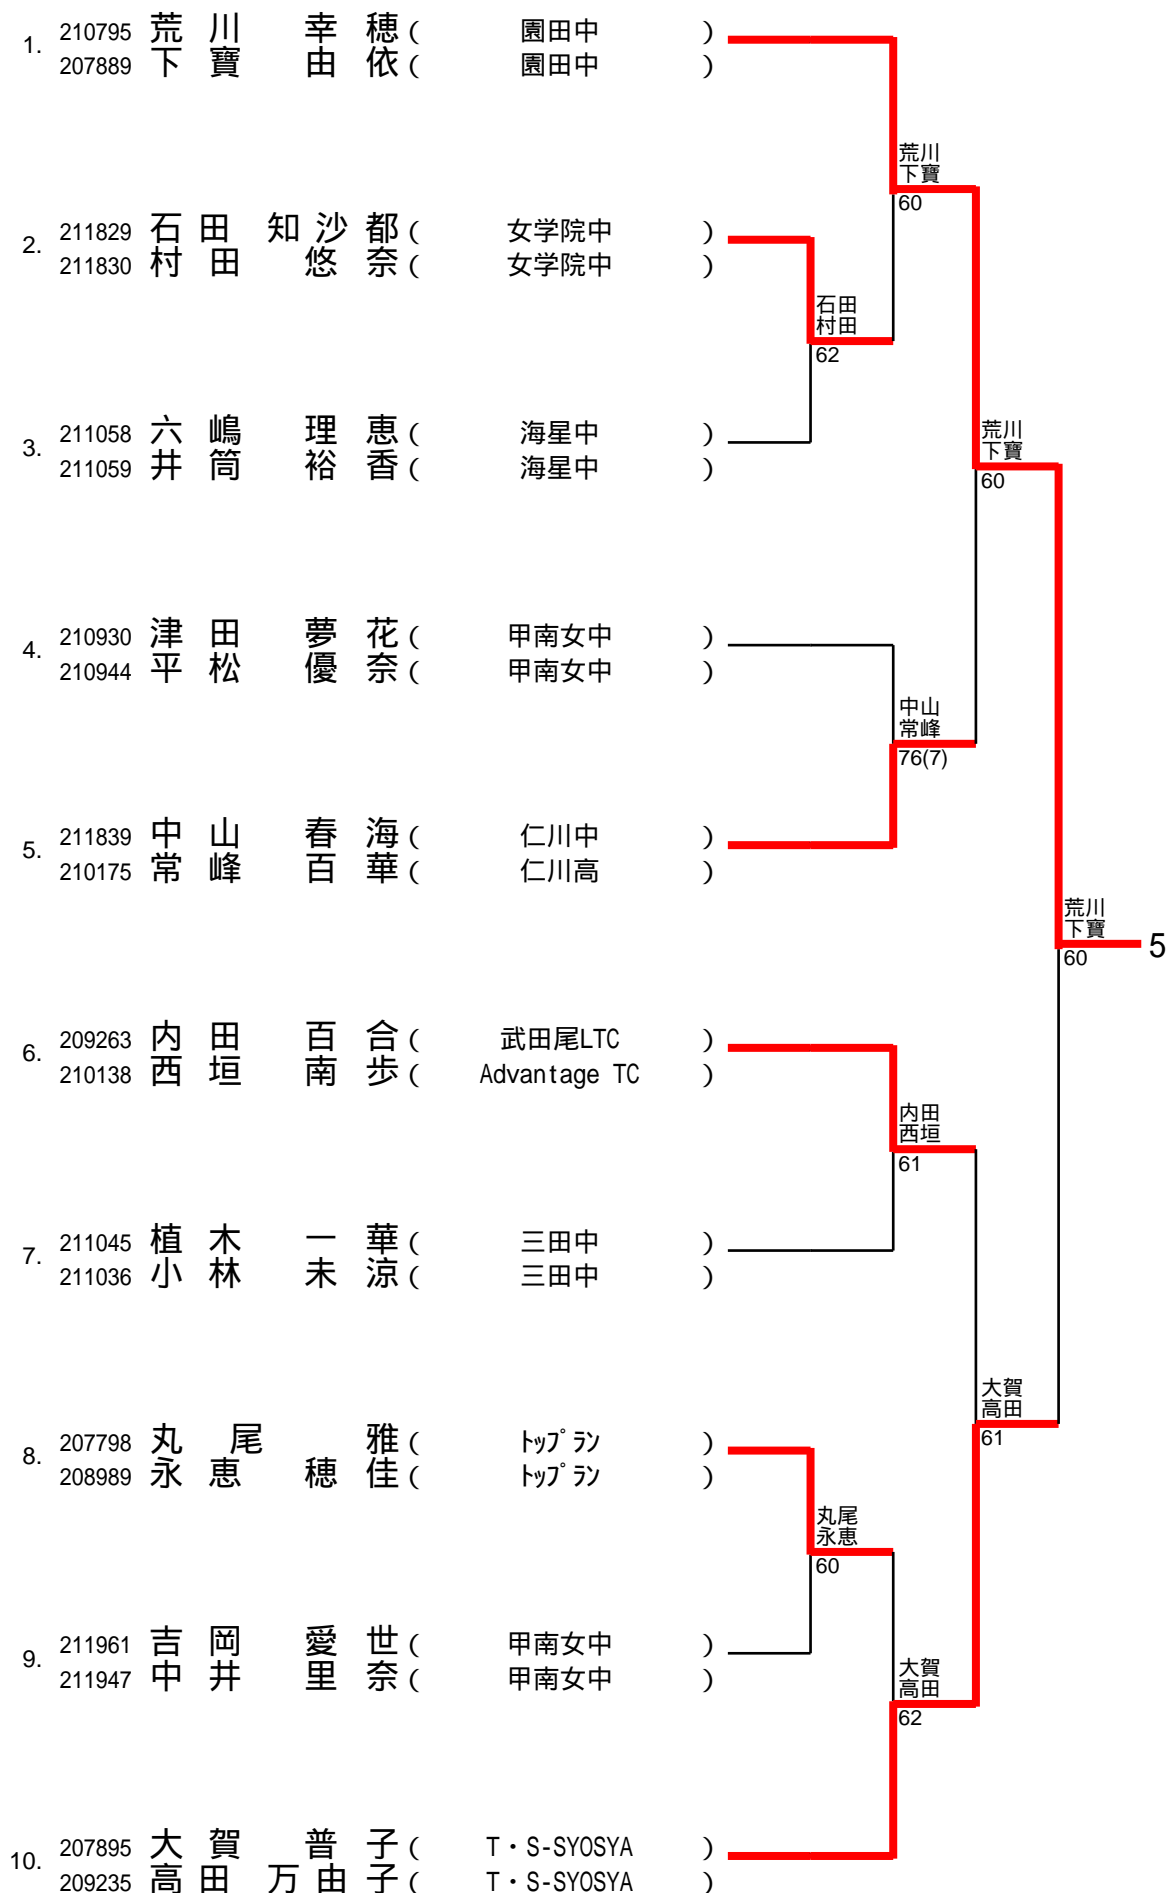 1. 210795 荒川 幸穂 ( 園田中 )
207889 下寶 由依 ( 園田中 )
荒川
下寶
60
2. 211829 石田 知沙都 ( 女学院中 )
211830 村田 悠奈 ( 女学院中 )
石田
村田
62
3. 211058 六嶋 理恵 ( 海星中 )
211059 井筒 裕香 ( 海星中 )
荒川
下寶
60
4. 210930 津田 夢花 ( 甲南女中 )
210944 平松 優奈 ( 甲南女中 )
中山
常峰
76(7)
5. 211839 中山 春海 ( 仁川中 )
210175 常峰 百華 ( 仁川高 )
荒川
下寶
60
5
6. 209263 内田 百合 ( 武田尾LTC )
210138 西垣 南歩 ( Advantage TC )
内田
西垣
61
7. 211045 植木 一華 ( 三田中 )
211036 小林 未涼 ( 三田中 )
大賀
高田
61
8. 207798 丸尾 雅 ( トップラン )
208989 永恵 穂佳 ( トップラン )
丸尾
永恵
60
9. 211961 吉岡 愛世 ( 甲南女中 )
211947 中井 里奈 ( 甲南女中 )
大賀
高田
62
10. 207895 大賀 普子 ( T・S-SYOSYA )
209235 高田 万由子 ( T・S-SYOSYA )